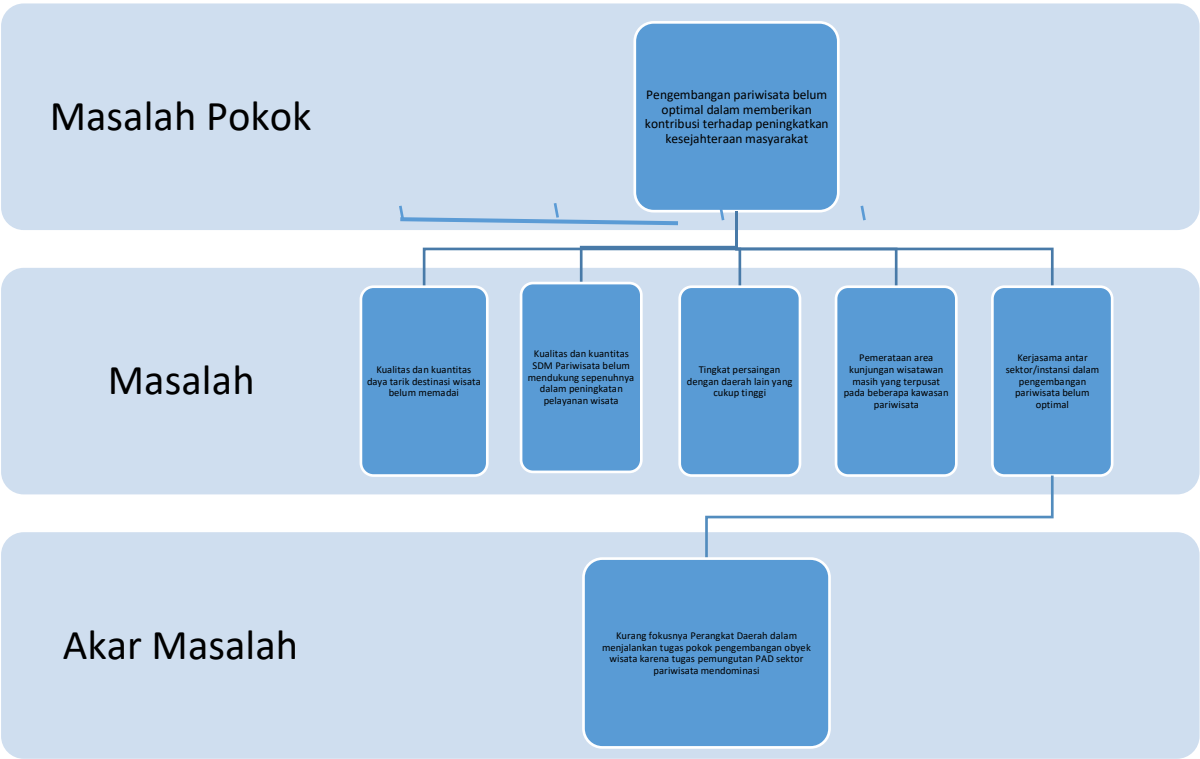 Masalah Pokok
Pengembangan pariwisata belum
optimal dalam memberikan
kontribusi terhadap peningkatkan
kesejahteraan masyarakat
Masalah
Kualitas dan kuantitas
daya tarik destinasi wisata
belum memadai
Kualitas dan kuantitas
SDM Pariwisata belum
mendukung sepenuhnya
dalam peningkatan
pelayanan wisata
Tingkat persaingan
dengan daerah lain yang
cukup tinggi
Pemerataan area
kunjungan wisatawan
masih yang terpusat
pada beberapa kawasan
pariwisata
Kerjasama antar
sektor/instansi dalam
pengembangan
pariwisata belum
optimal
Akar Masalah
Kurang fokusnya Perangkat Daerah dalam
menjalankan tugas pokok pengembangan obyek
wisata karena tugas pemungutan PAD sektor
pariwisata mendominasi